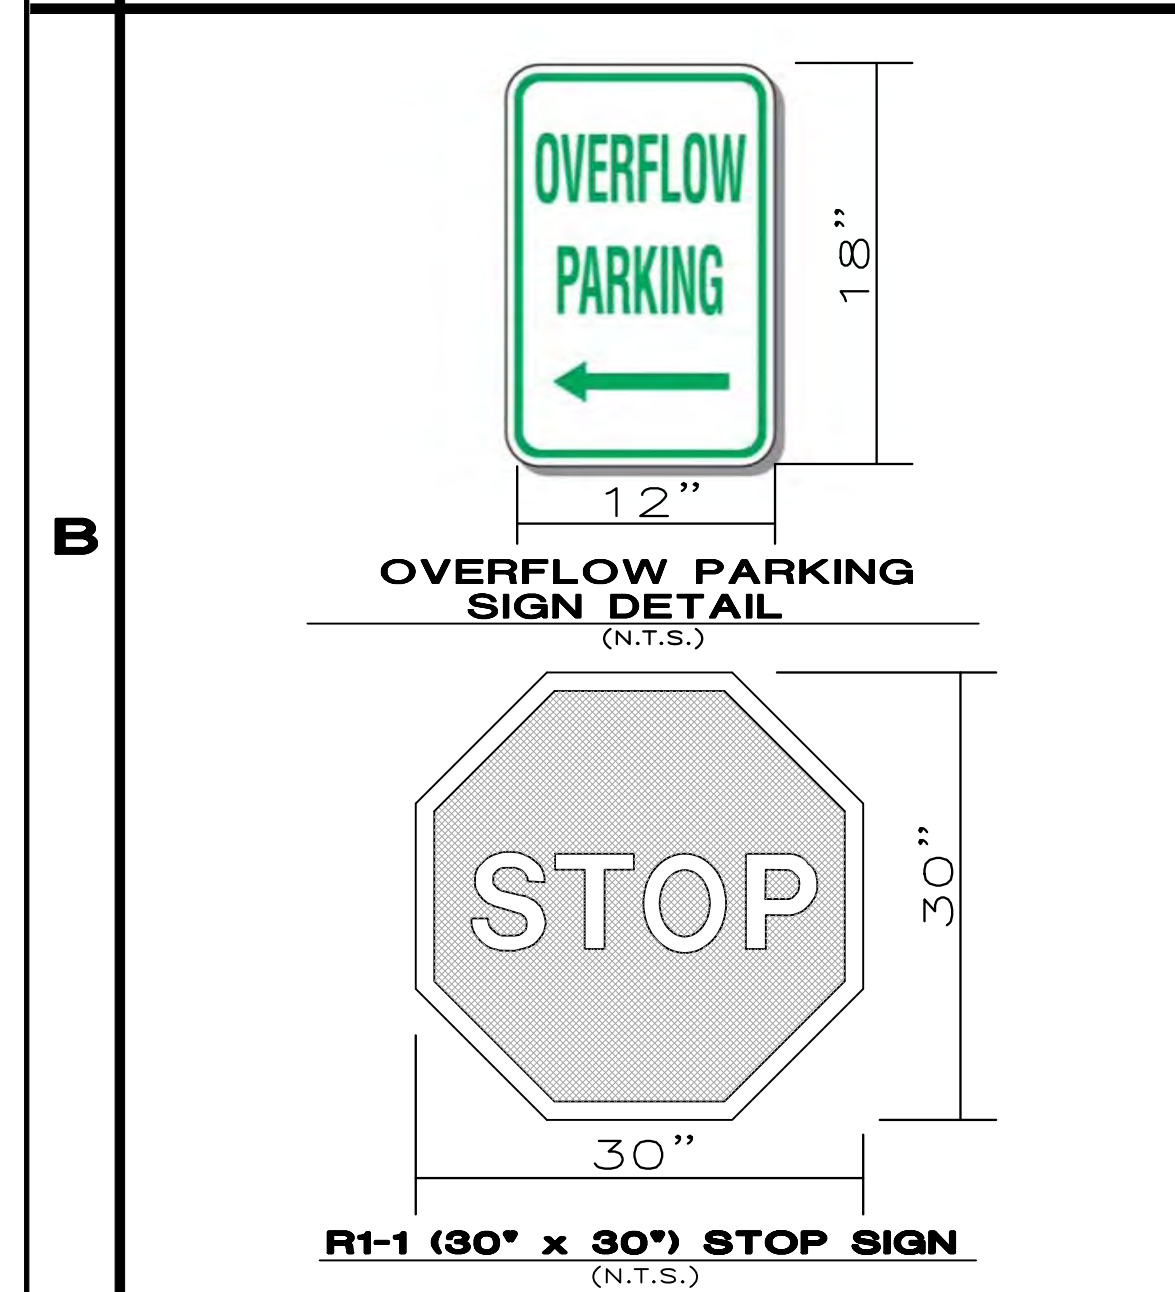 OVERFLOW
PARKING
18"
12"
B
OVERFLOW PARKING
SIGN DETAIL
(N.T.S.)
STOP
30"
30"
R1-1 (30" x 30") STOP SIGN
(N.T.S.)